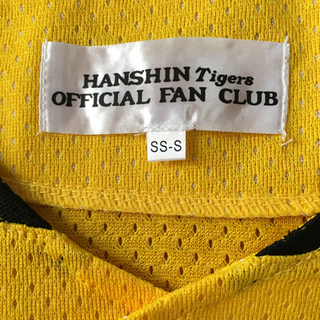 HANSHIN Tigers
OFFICIAL FAN CLUB
SS-S